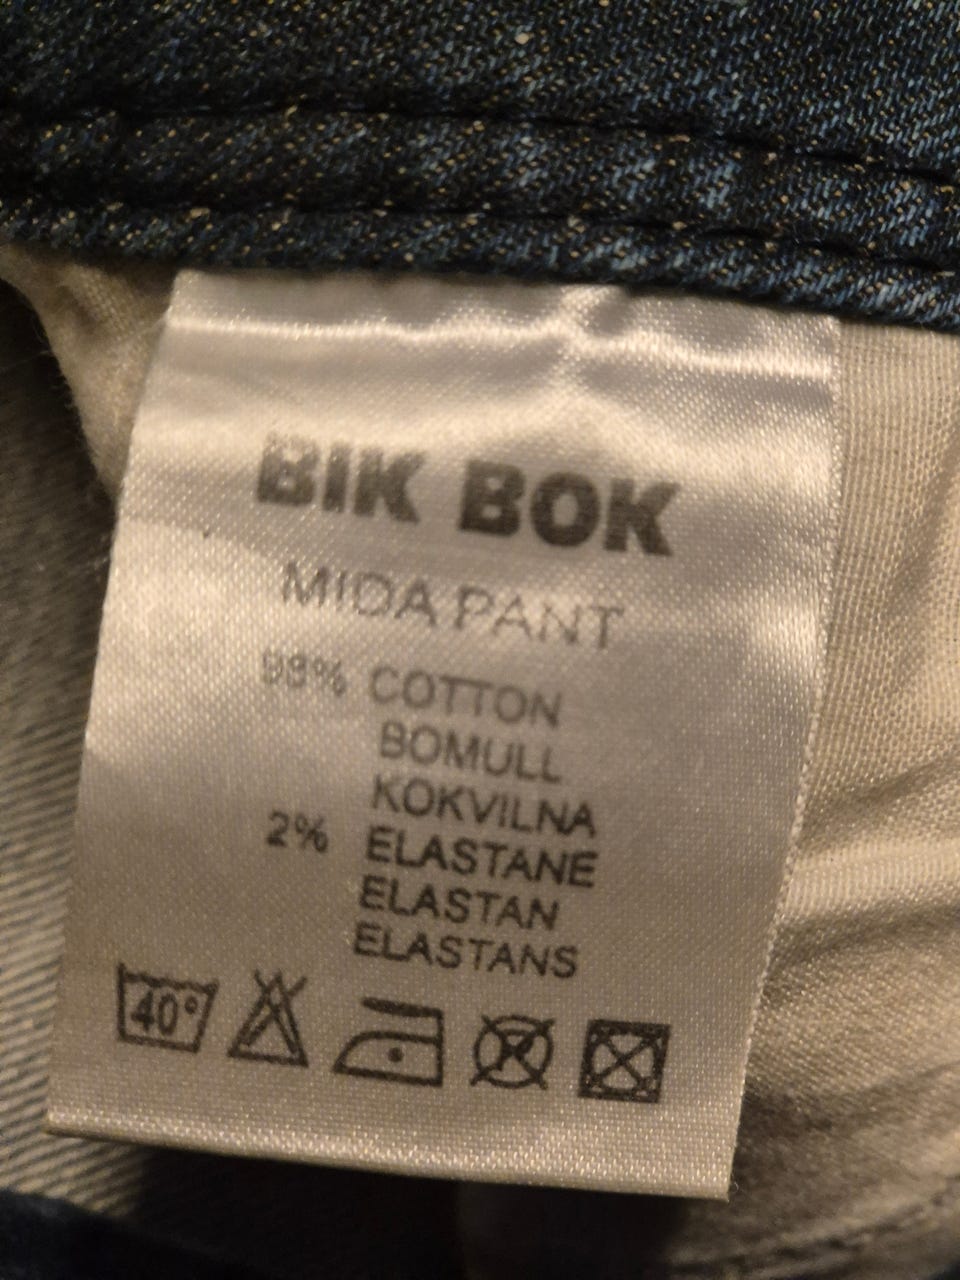 BIK BOK
MIDA PANT
98% COTTON
BOMULL
KOKVILNA
2% ELASTANE
ELASTAN
ELASTANS
40°